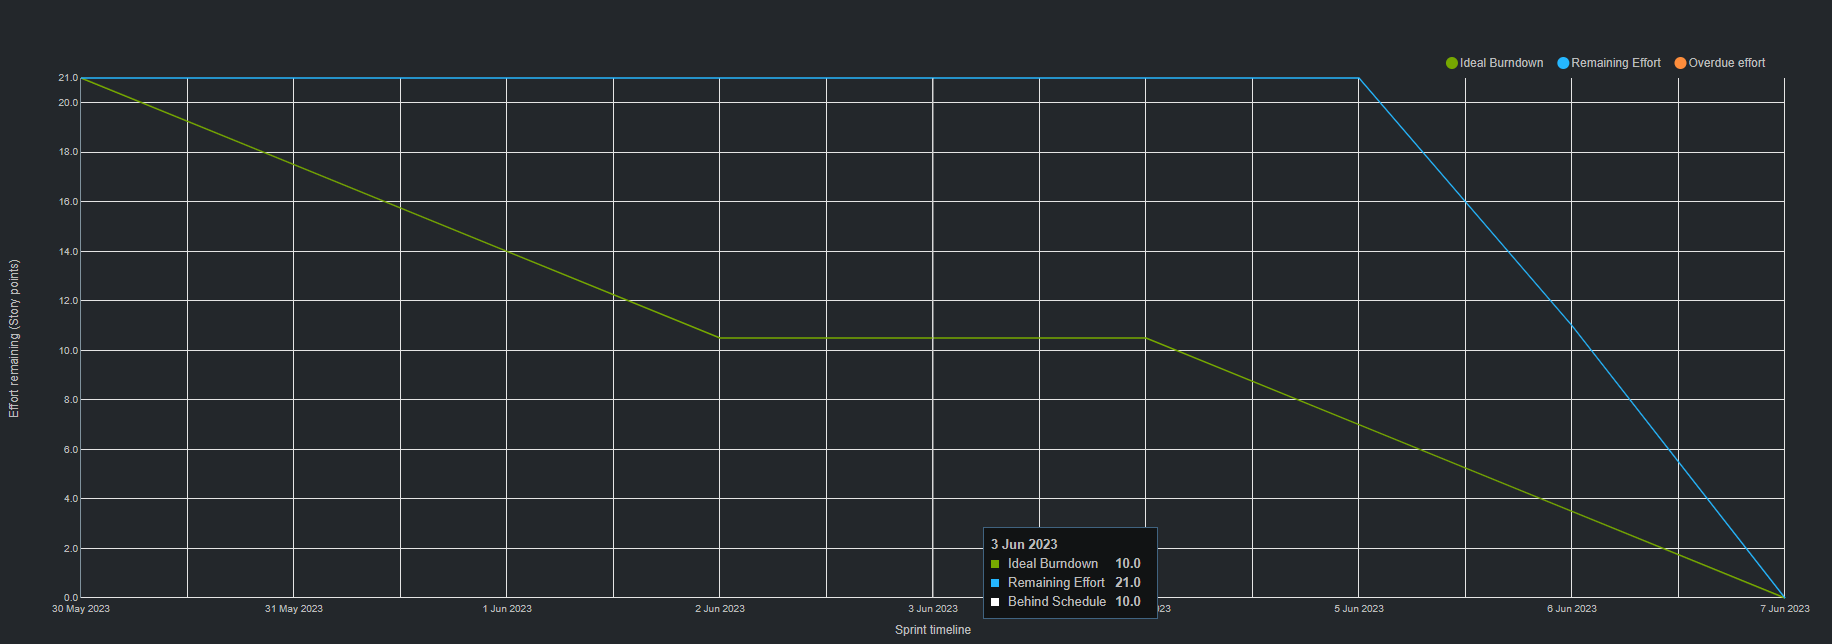 Ideal Burndown Remaining Effort Overdue effort
21.0
20.0
18.0
16.0
14.0
12.0
10.0
8.0
6.0
4.0
2.0
0.0
Effort remaining (Story points)
3 Jun 2023
Ideal Burndown 10.0
Remaining Effort 21.0
Behind Schedule 10.0
30 May 2023 31 May 2023 1 Jun 2023 2 Jun 2023 3 Jun 2023 5 Jun 2023 6 Jun 2023 7 Jun 2023
Sprint timeline